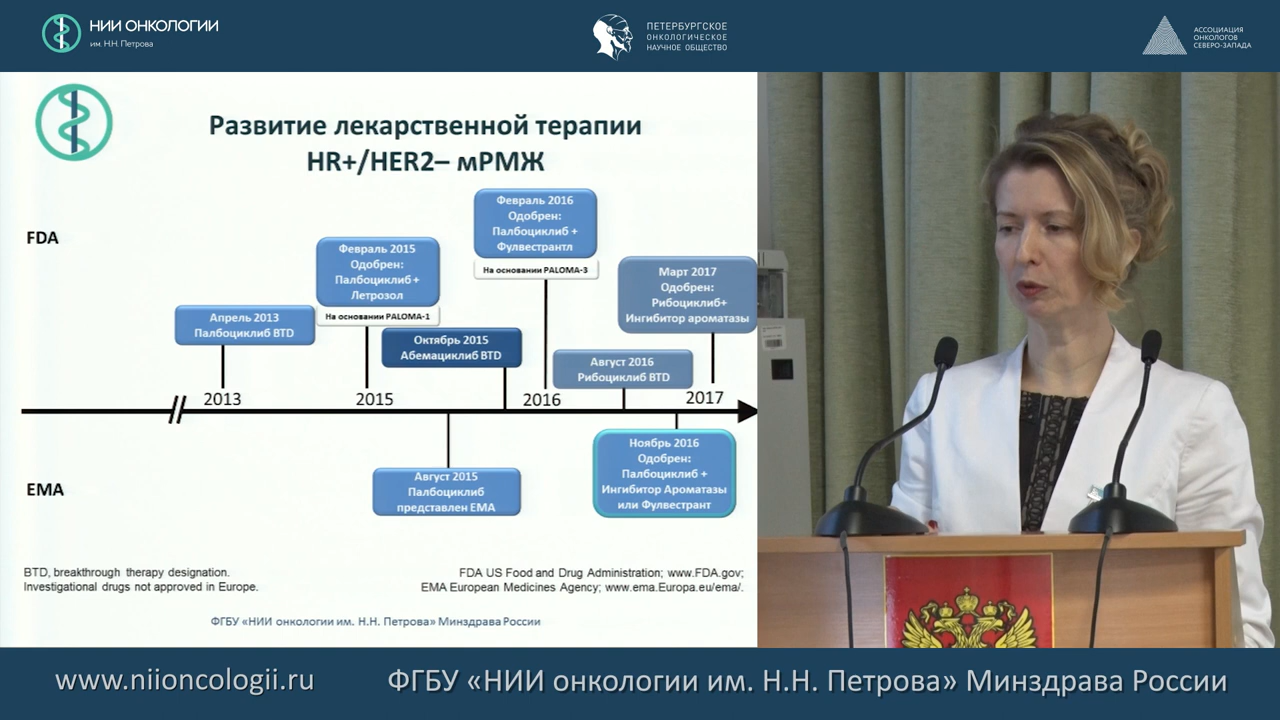 НИИ ОНКОЛОГИИ
им. Н.Н. Петрова
ПЕТЕРБУРГСКОЕ
ОНКОЛОГИЧЕСКОЕ
НАУЧНОЕ ОБЩЕСТВО
АССОЦИАЦИЯ
ОНКОЛОГОВ
СЕВЕРО-ЗАПАДА
Развитие лекарственной терапии
HR+/HER2– мРМЖ
FDA
Февраль 2016
Одобрен:
Палбоциклиб +
Фулвестрантл
На основании PALOMA-3
Февраль 2015
Одобрен:
Палбоциклиб +
Летрозол
На основании PALOMA-1
Март 2017
Одобрен:
Рибоциклиб+
Ингибитор ароматазы
Апрель 2013
Палбоциклиб BTD
Октябрь 2015
Абемациклиб BTD
Август 2016
Рибоциклиб BTD
2013
2015
2016
2017
EMA
Август 2015
Палбоциклиб
представлен EMA
Ноябрь 2016
Одобрен:
Палбоциклиб +
Ингибитор Ароматазы
или Фулвестрант
BTD, breakthrough therapy designation.
Investigational drugs not approved in Europe.
FDA US Food and Drug Administration; www.FDA.gov;
EMA European Medicines Agency; www.ema.Europa.eu/ema/.
ФГБУ «НИИ онкологии им. Н.Н. Петрова» Минздрава России
www.niioncologii.ru
ФГБУ «НИИ онкологии им. Н.Н. Петрова» Минздрава России